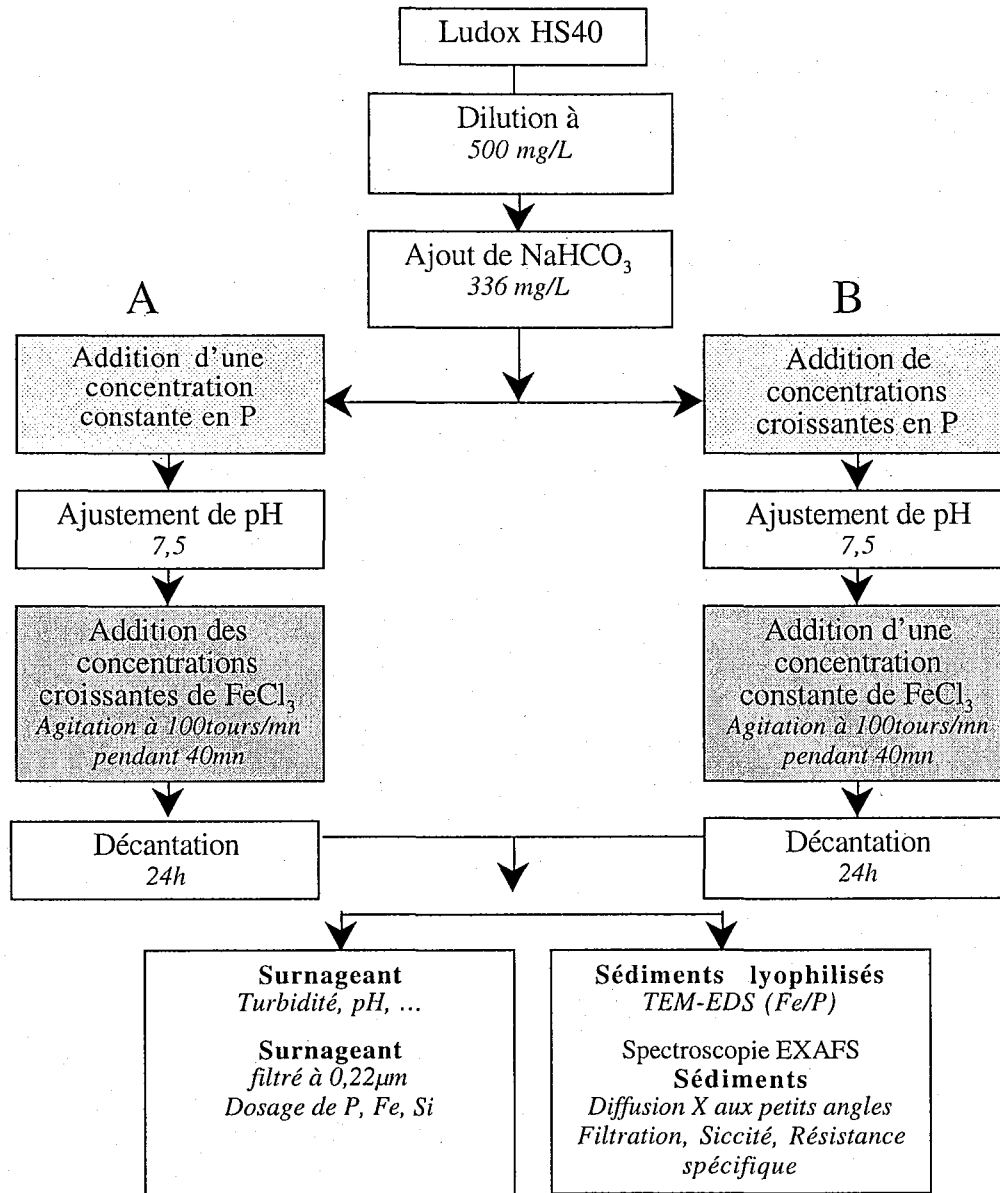 Ludox HS40
Dilution à
500 mg/L
Ajout de NaHCO₃
336 mg/L
A
Addition d'une
concentration
constante en P
Ajustement de pH
7,5
Addition des
concentrations
croissantes de FeCl₃
Agitation à 100tours/mn
pendant 40mn
Décantation
24h
B
Addition de
concentrations
croissantes en P
Ajustement de pH
7,5
Addition d'une
concentration
constante de FeCl₃
Agitation à 100tours/mn
pendant 40mn
Décantation
24h
Surnageant
Turbidité, pH, ...
Surnageant
filtré à 0,22µm
Dosage de P, Fe, Si
Sédiments lyophilisés
TEM-EDS (Fe/P)
Spectroscopie EXAFS
Sédiments
Diffusion X aux petits angles
Filtration, Siccité, Résistance
spécifique